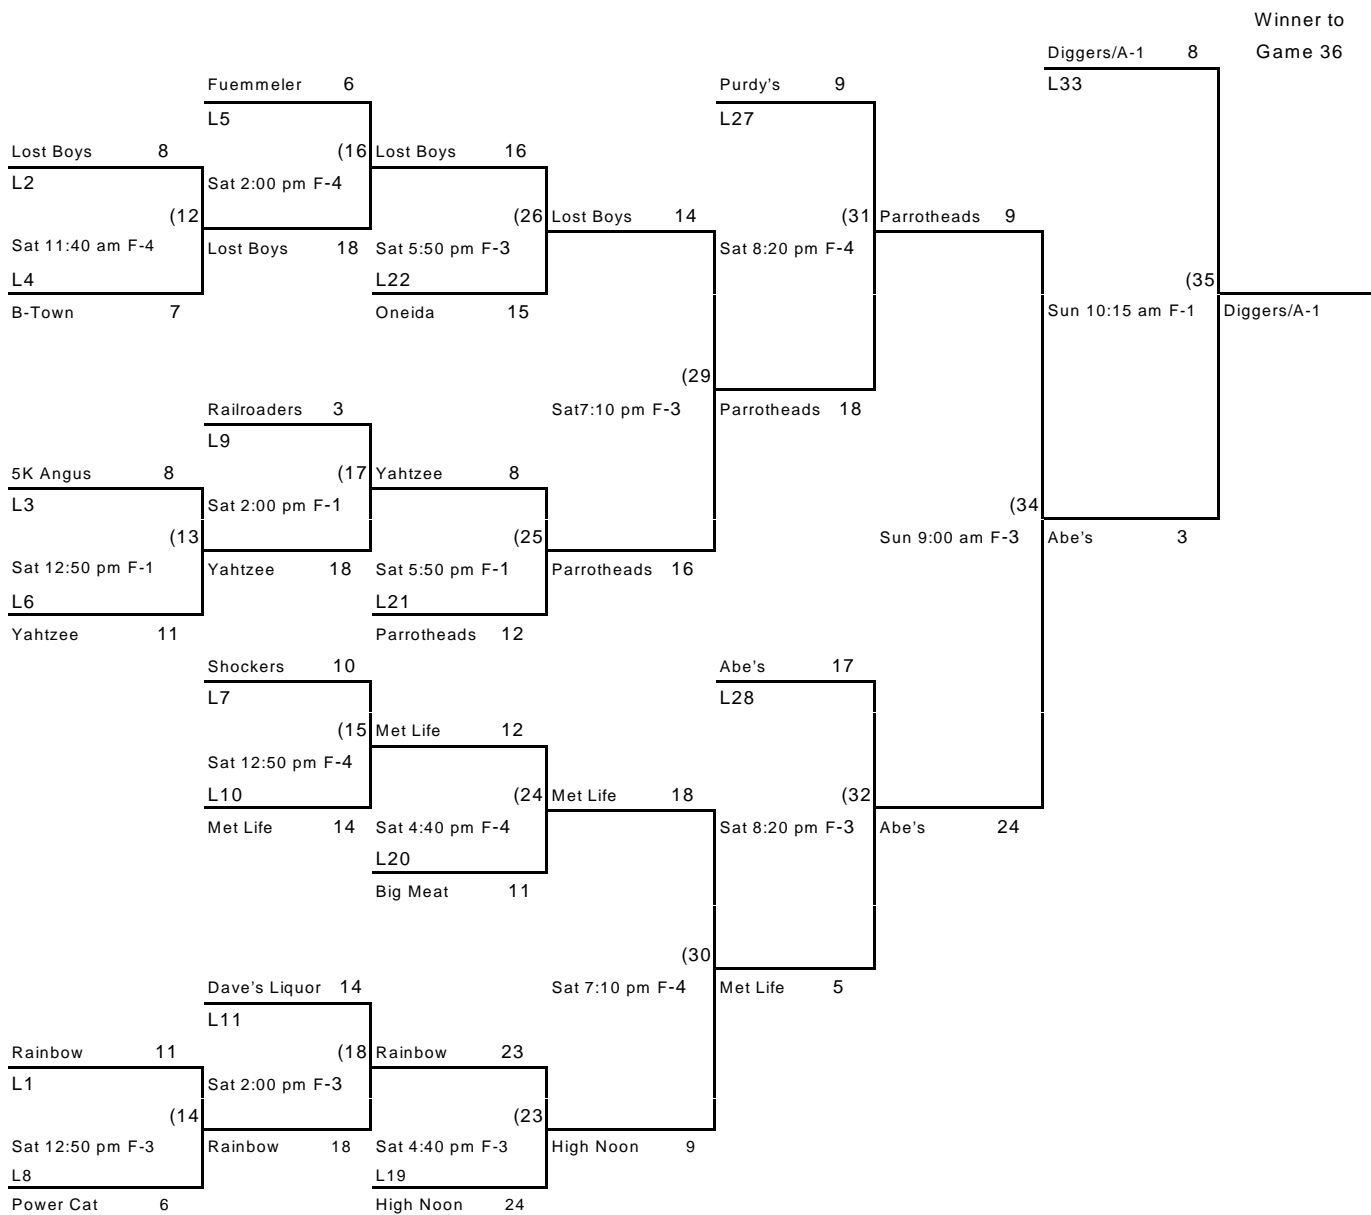 Winner to
Diggers/A-1 8 Game 36
Fuemmeler 6 Purdy's 9 L33
L5 L27
Lost Boys 8 (16 Lost Boys 16
L2 Sat 2:00 pm F-4
(12 (26 Lost Boys 14 (31 Parrotheads 9
Sat 11:40 am F-4 Lost Boys 18 Sat 5:50 pm F-3 Sat 8:20 pm F-4
L4 L22 (35
B-Town 7 Oneida 15 Sun 10:15 am F-1 Diggers/A-1
(29
Railroaders 3 Sat7:10 pm F-3 Parrotheads 18
L9
5K Angus 8 (17 Yahtzee 8
L3 Sat 2:00 pm F-1 (34
(13 (25 Sun 9:00 am F-3 Abe's 3
Sat 12:50 pm F-1 Yahtzee 18 Sat 5:50 pm F-1 Parrotheads 16
L6 L21
Yahtzee 11 Parrotheads 12
Shockers 10 Abe's 17
L7 L28
(15 Met Life 12
Sat 12:50 pm F-4
L10 (24 Met Life 18 (32
Met Life 14 Sat 4:40 pm F-4 Sat 8:20 pm F-3 Abe's 24
L20
Big Meat 11
(30
Dave's Liquor 14 Sat 7:10 pm F-4 Met Life 5
L11
Rainbow 11 (18 Rainbow 23
L1 Sat 2:00 pm F-3
(14 (23
Sat 12:50 pm F-3 Rainbow 18 Sat 4:40 pm F-3 High Noon 9
L8 L19
Power Cat 6 High Noon 24